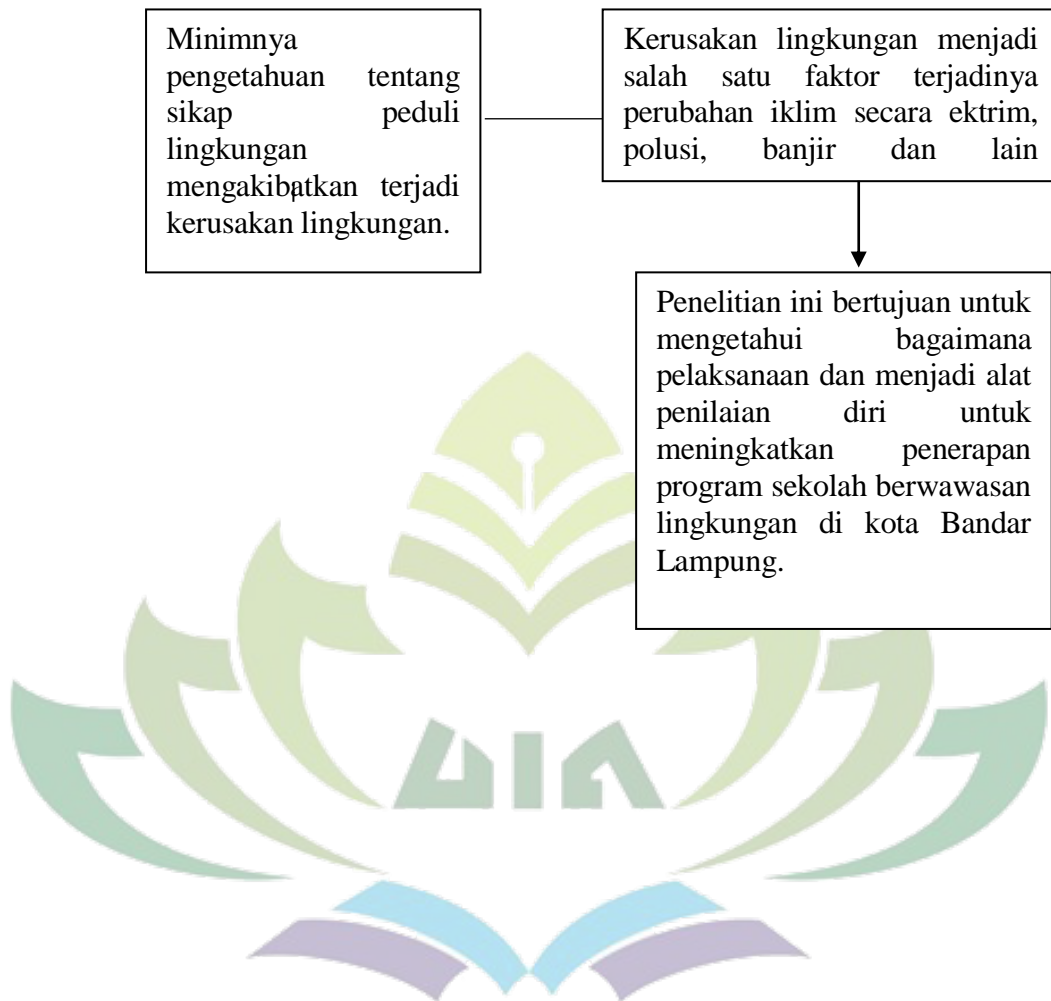 Minimnya
pengetahuan tentang
sikap peduli
lingkungan
mengakibatkan terjadi
kerusakan lingkungan.
Kerusakan lingkungan menjadi
salah satu faktor terjadinya
perubahan iklim secara ektrim,
polusi, banjir dan lain
Penelitian ini bertujuan untuk
mengetahui bagaimana
pelaksanaan dan menjadi alat
penilaian diri untuk
meningkatkan penerapan
program sekolah berwawasan
lingkungan di kota Bandar
Lampung.
UIN